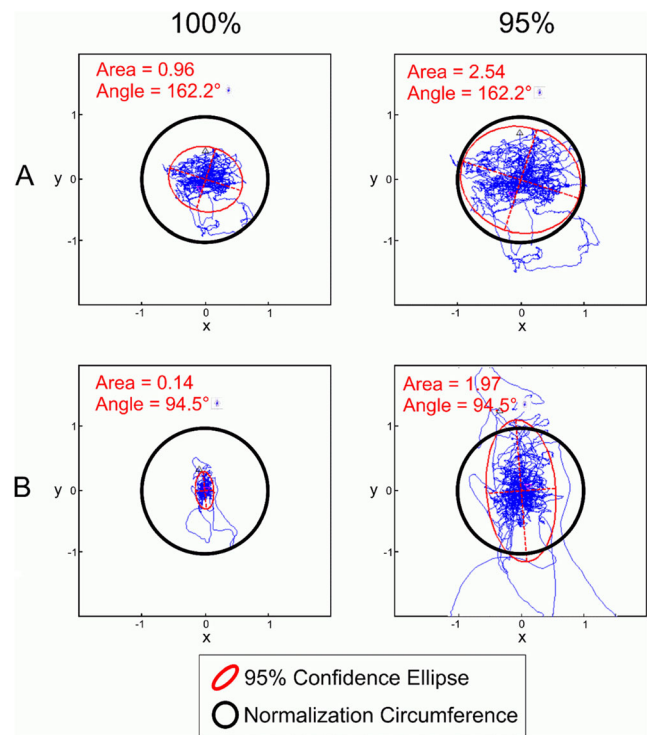 100%
95%
A
Area = 0.96
Angle = 162.2°
1
y 0
-1
-1 0 1
x
Area = 2.54
Angle = 162.2°
1
y 0
-1
-1 0 1
x
B
Area = 0.14
Angle = 94.5°
1
y 0
-1
-1 0 1
x
Area = 1.97
Angle = 94.5°
1
y 0
-1
-1 0 1
x
95% Confidence Ellipse
Normalization Circumference